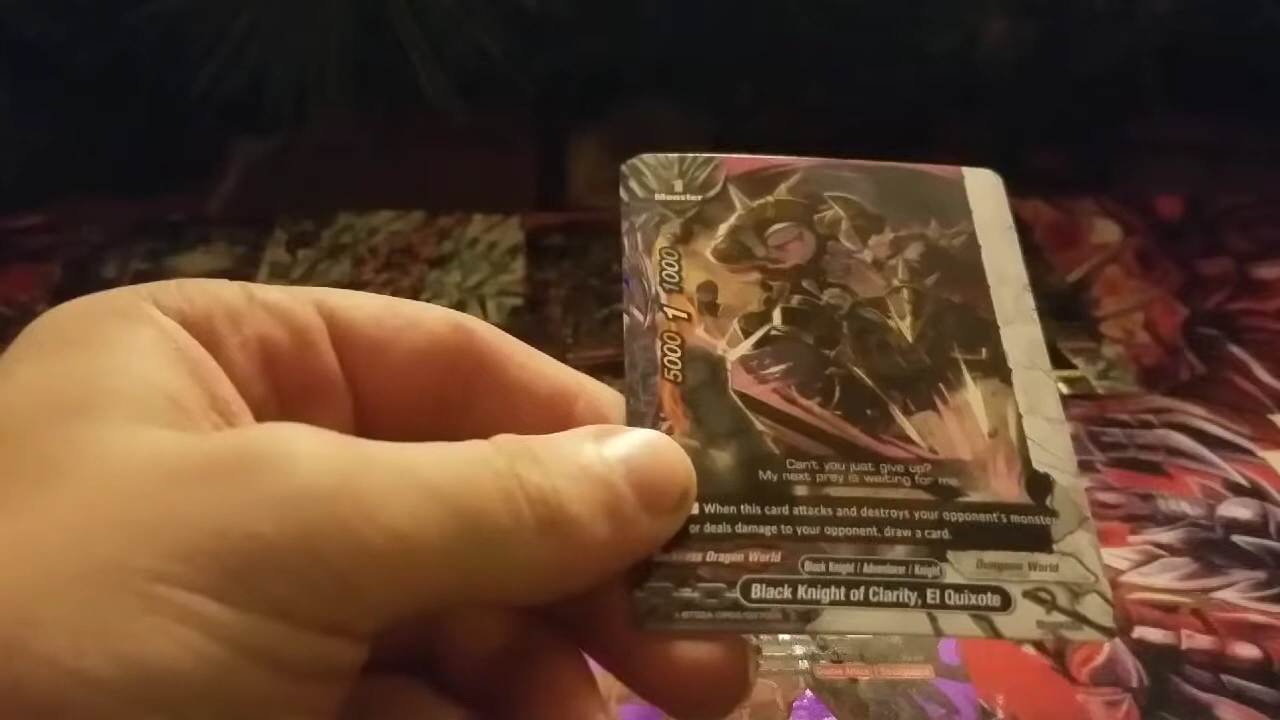 1
Monster
5000 1 1000
Can't you just give up?
My next prey is waiting for me.
When this card attacks and destroys your opponent's monster
or deals damage to your opponent, draw a card.
Dragon World
Black Knight / Adventurer / Knight
Dungeon World
Black Knight of Clarity, El Quixote